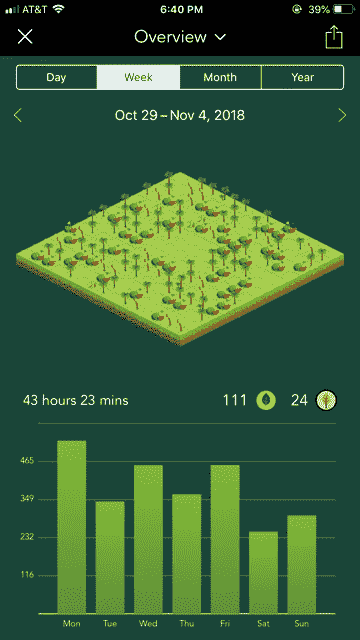 AT&T 6:40 PM 39%
Overview
Day Week Month Year
Oct 29 – Nov 4, 2018
43 hours 23 mins 111 24
465
349
232
116
Mon Tue Wed Thu Fri Sat Sun